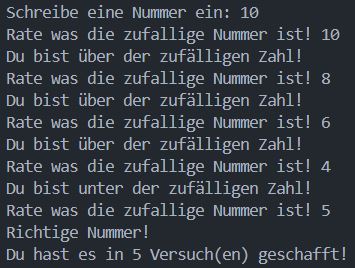 Schreibe eine Nummer ein: 10
Rate was die zufallige Nummer ist! 10
Du bist über der zufälligen Zahl!
Rate was die zufallige Nummer ist! 8
Du bist über der zufälligen Zahl!
Rate was die zufallige Nummer ist! 6
Du bist über der zufälligen Zahl!
Rate was die zufallige Nummer ist! 4
Du bist unter der zufälligen Zahl!
Rate was die zufallige Nummer ist! 5
Richtige Nummer!
Du hast es in 5 Versuch(en) geschafft!